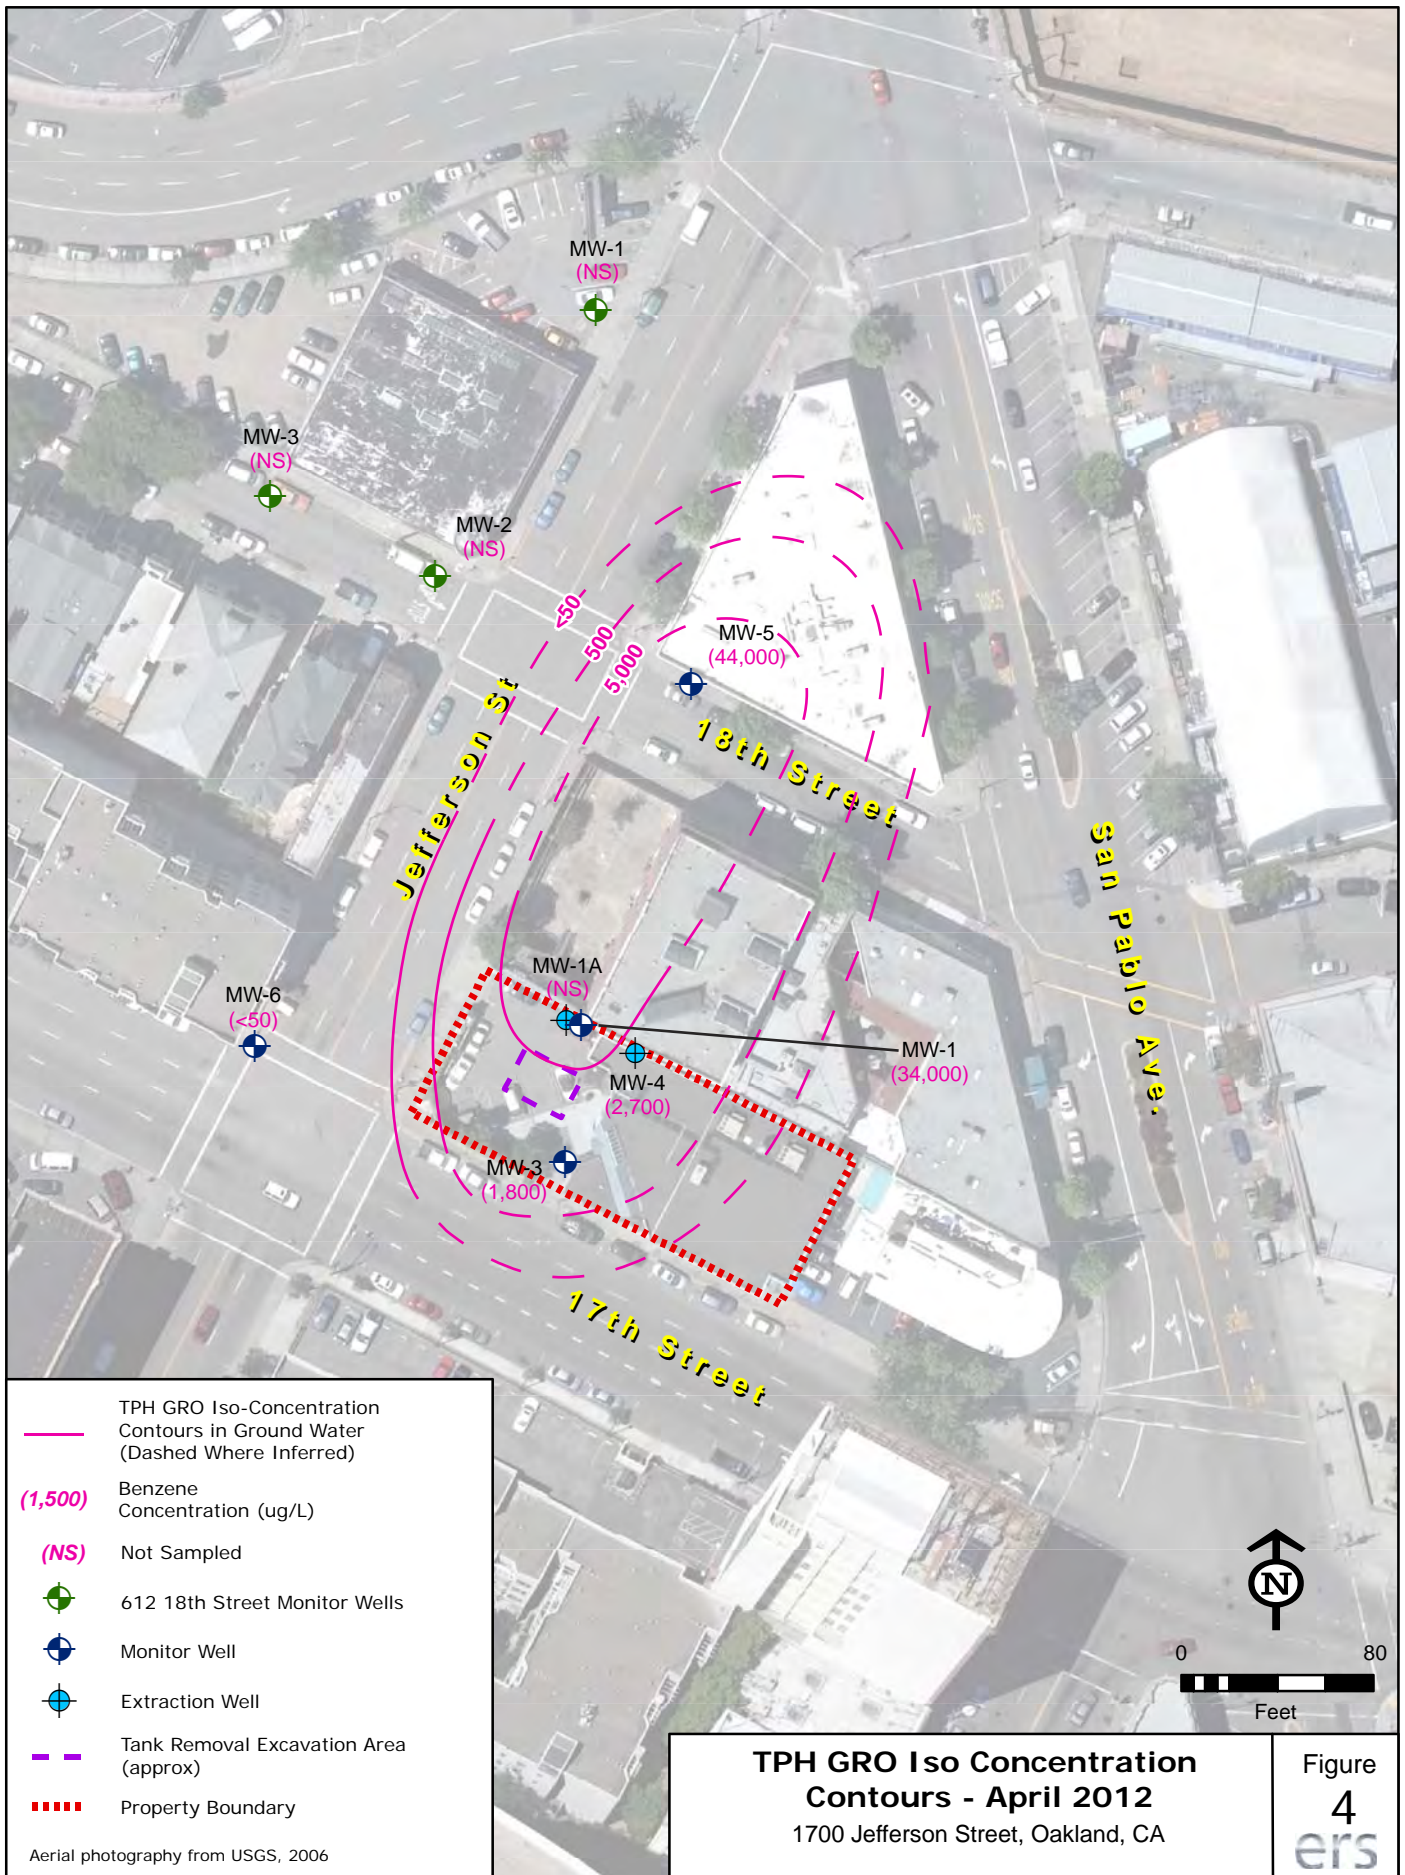 MW-1
(NS)
MW-3
(NS)
MW-2
(NS)
<50
500
5,000
MW-5
(44,000)
Jefferson St
18th Street
San Pablo Ave.
MW-1A
(NS)
MW-6
(<50)
MW-1
(34,000)
MW-4
(2,700)
MW-3
(1,800)
17th Street
TPH GRO Iso-Concentration
Contours in Ground Water
(Dashed Where Inferred)
(1,500)
Benzene
Concentration (ug/L)
(NS)
Not Sampled
612 18th Street Monitor Wells
Monitor Well
Extraction Well
Tank Removal Excavation Area
(approx)
Property Boundary
Aerial photography from USGS, 2006
N
0 80
Feet
TPH GRO Iso Concentration
Contours - April 2012
1700 Jefferson Street, Oakland, CA
Figure
4
ers